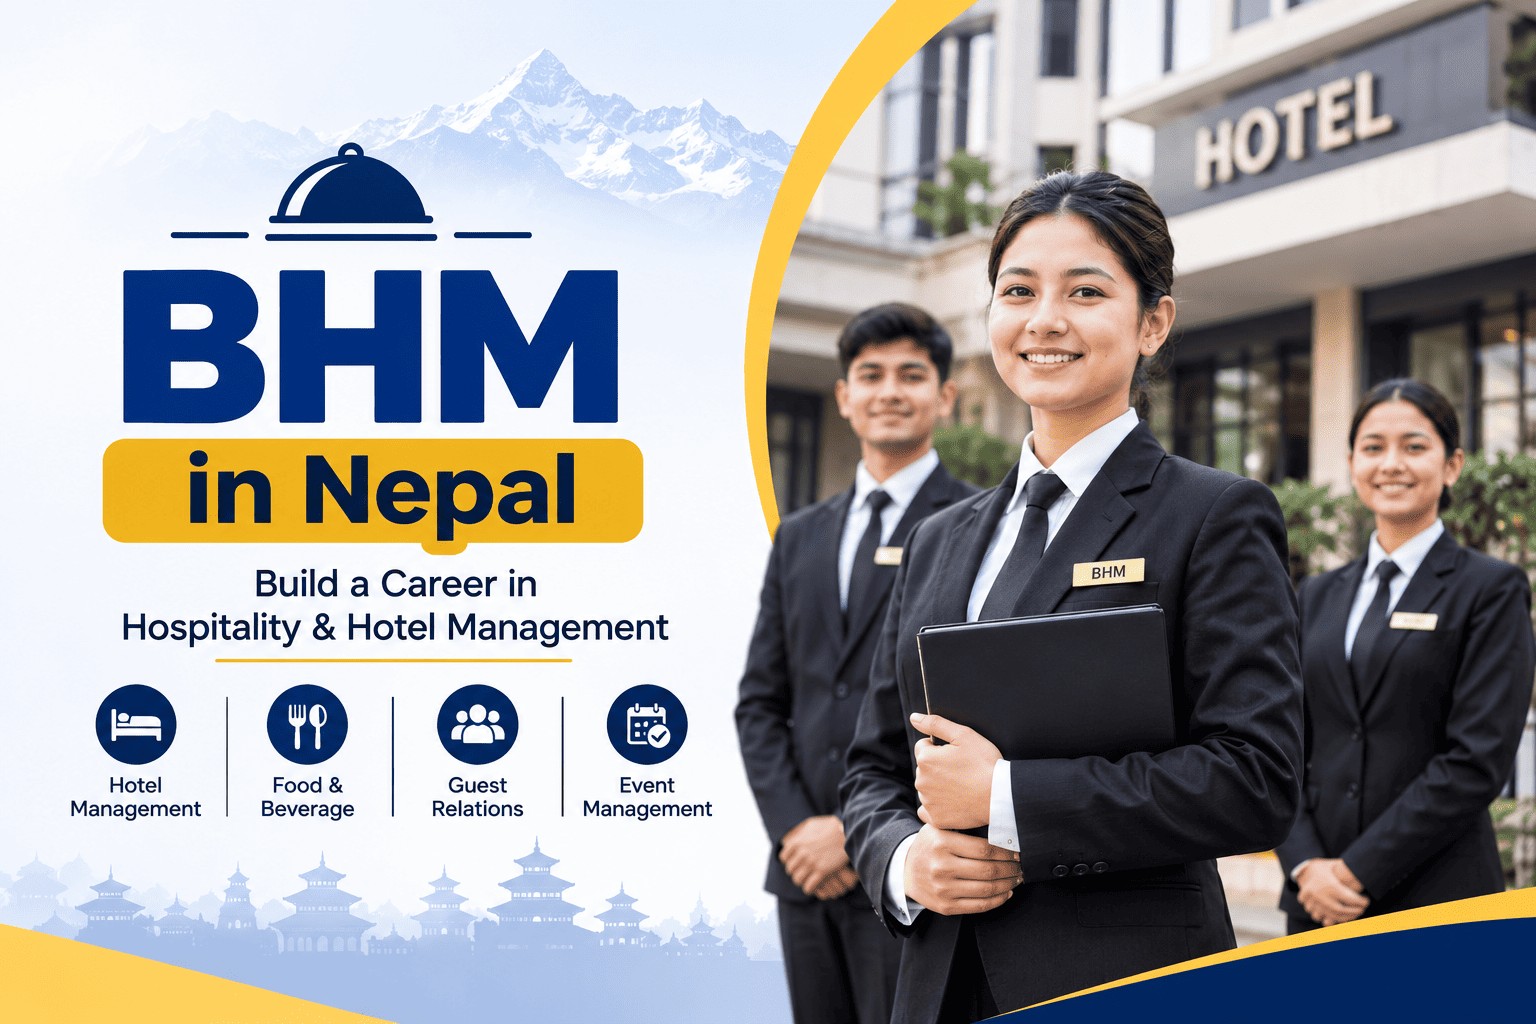 BHM
in Nepal
Build a Career in
Hospitality & Hotel Management
Hotel
Management
Food &
Beverage
Guest
Relations
Event
Management
HOTEL
BHM